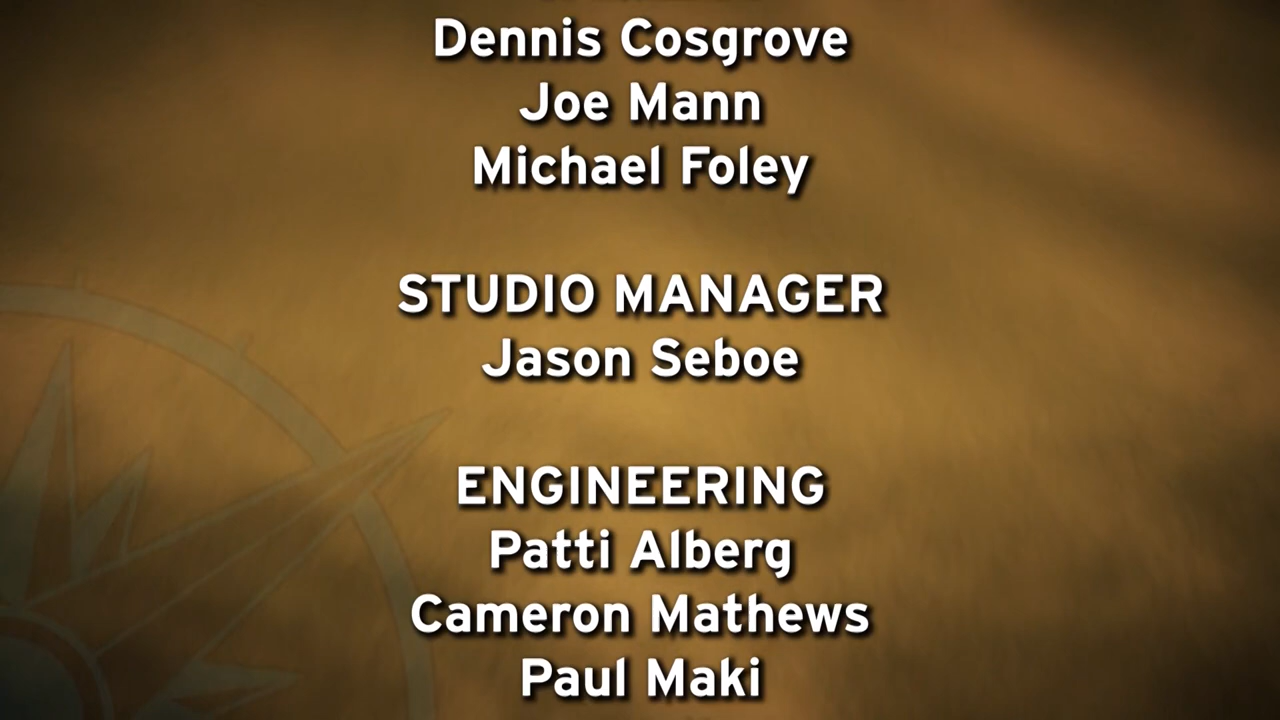 Dennis Cosgrove
Joe Mann
Michael Foley
STUDIO MANAGER
Jason Seboe
ENGINEERING
Patti Alberg
Cameron Mathews
Paul Maki